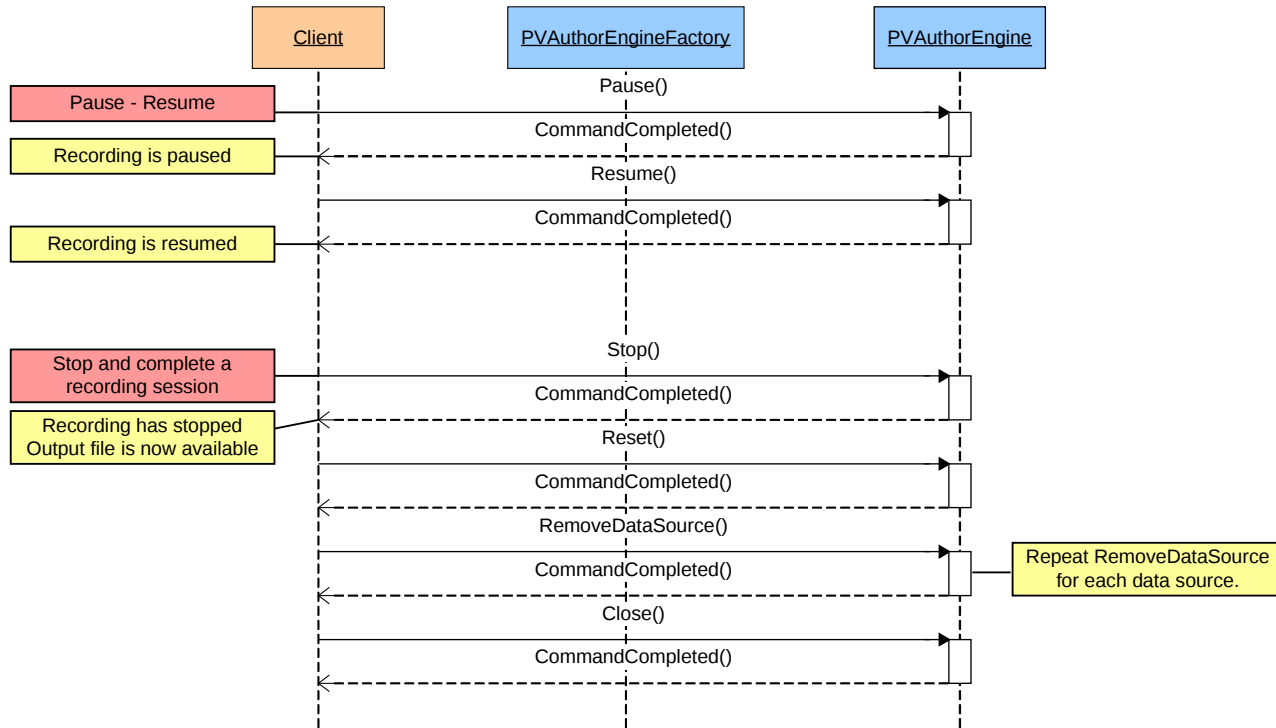 Client
PVAuthorEngineFactory
PVAuthorEngine
Pause()
Pause - Resume
CommandCompleted()
Recording is paused
Resume()
CommandCompleted()
Recording is resumed
Stop()
Stop and complete a
recording session
CommandCompleted()
Recording has stopped
Output file is now available
Reset()
CommandCompleted()
RemoveDataSource()
Repeat RemoveDataSource
for each data source.
CommandCompleted()
Close()
CommandCompleted()